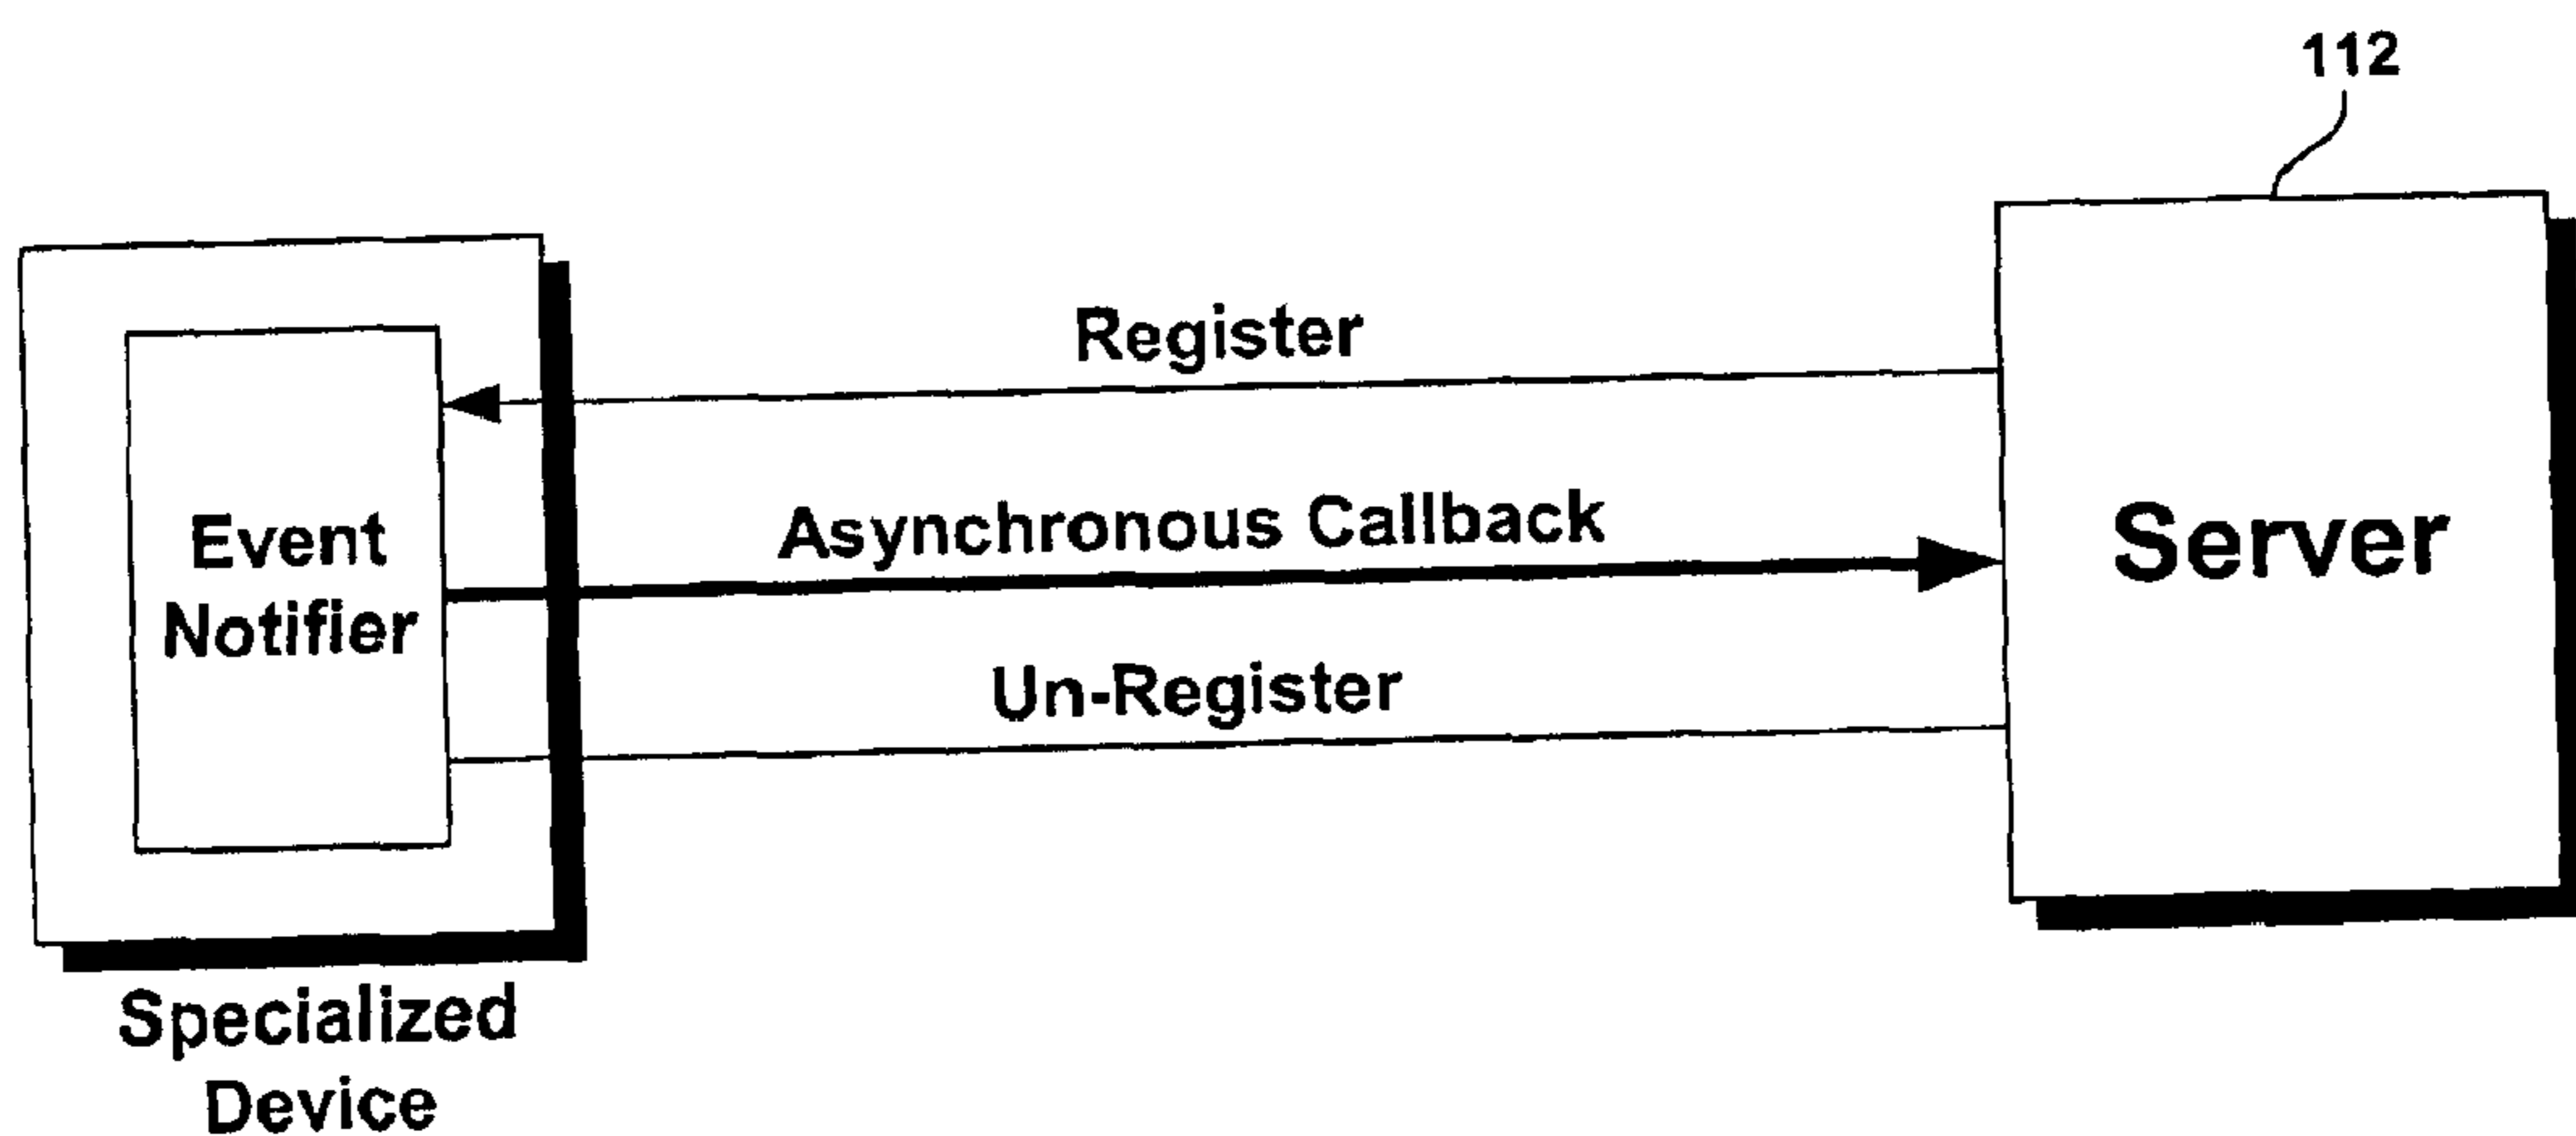 112
Register
Asynchronous Callback
Server
Event
Notifier
Un-Register
Specialized
Device